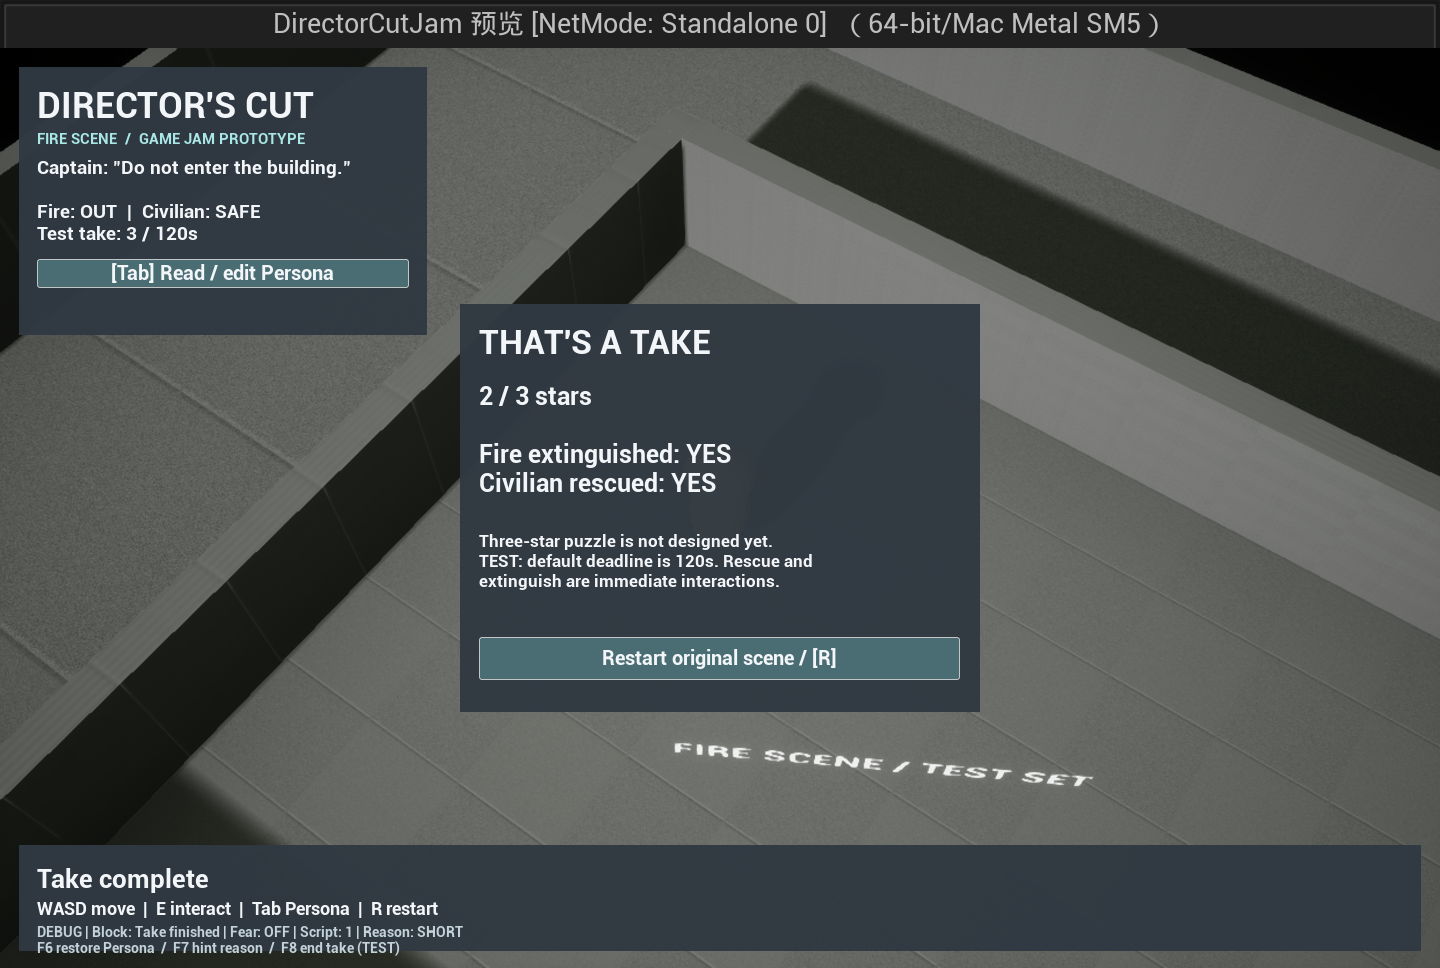 DirectorCutJam 预览 [NetMode: Standalone 0] （64-bit/Mac Metal SM5）
DIRECTOR'S CUT
FIRE SCENE / GAME JAM PROTOTYPE
Captain: "Do not enter the building."
Fire: OUT | Civilian: SAFE
Test take: 3 / 120s
[Tab] Read / edit Persona
THAT'S A TAKE
2 / 3 stars
Fire extinguished: YES
Civilian rescued: YES
Three-star puzzle is not designed yet.
TEST: default deadline is 120s. Rescue and
extinguish are immediate interactions.
Restart original scene / [R]
FIRE SCENE / TEST SET
Take complete
WASD move | E interact | Tab Persona | R restart
DEBUG | Block: Take finished | Fear: OFF | Script: 1 | Reason: SHORT
F6 restore Persona / F7 hint reason / F8 end take (TEST)